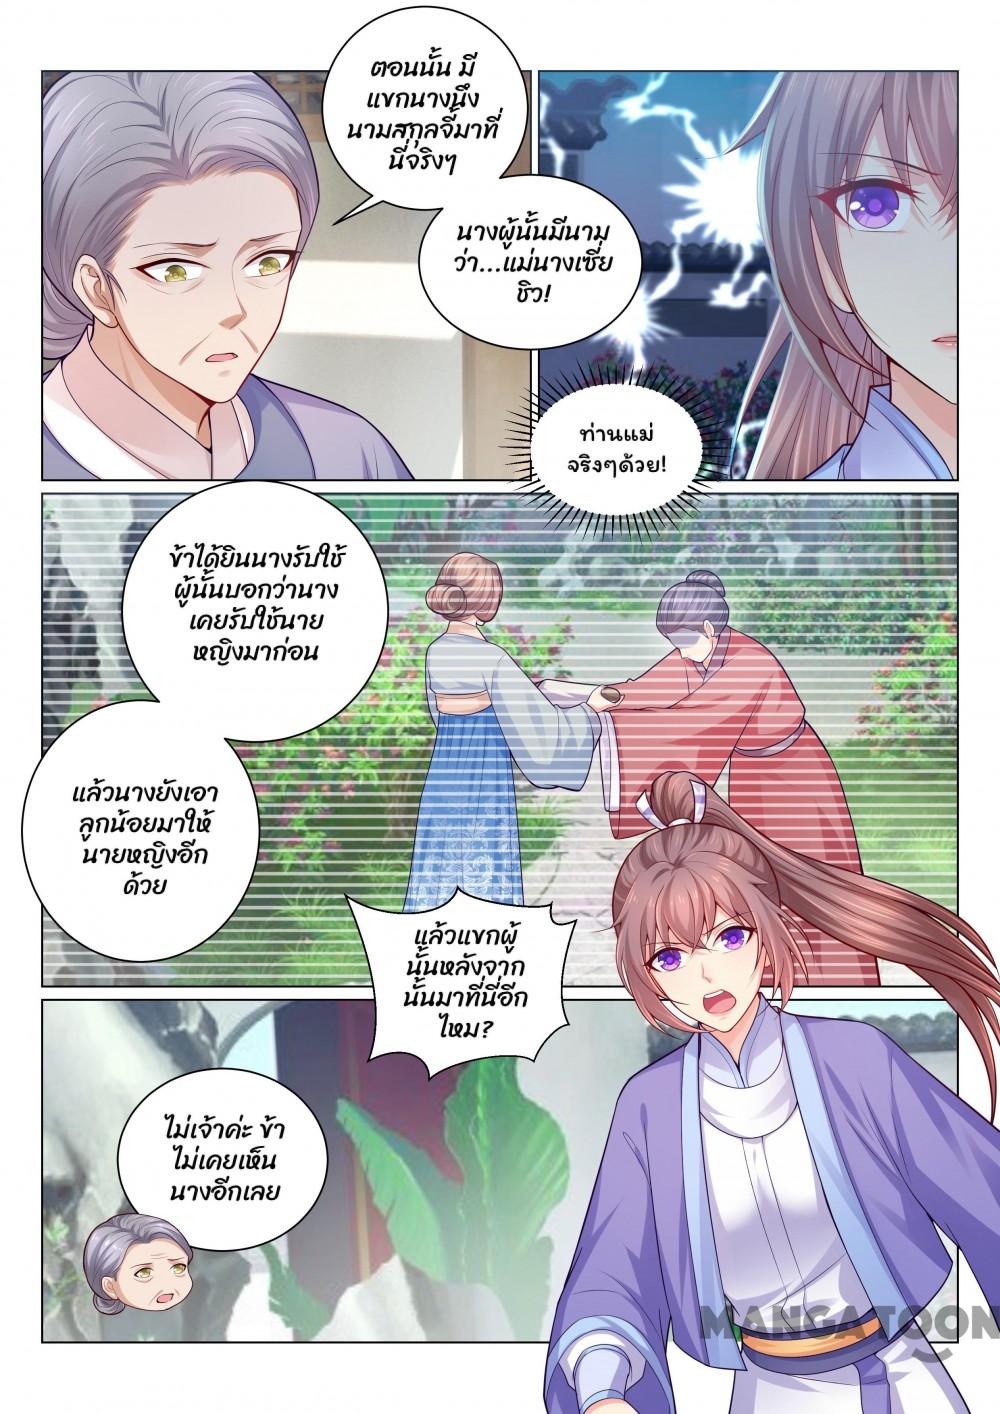 ตอนนั้น มี
แขกนางนึง
นามสกุลจี้มาที่
นี่จริงๆ
นางผู้นั้นมีนาม
ว่า...แม่นางเซี่ย
ชิว!
ท่านแม่
จริงๆด้วย!
ข้าได้ยินนางรับใช้
ผู้นั้นบอกว่านาง
เคยรับใช้นาย
หญิงมาก่อน
แล้วนางยังเอา
ลูกน้อยมาให้
นายหญิงอีก
ด้วย
แล้วแขกผู้
นั้นหลังจาก
นั้นมาที่นี่อีก
ไหม?
ไม่เจ้าค่ะ ข้า
ไม่เคยเห็น
นางอีกเลย
MANGATOON